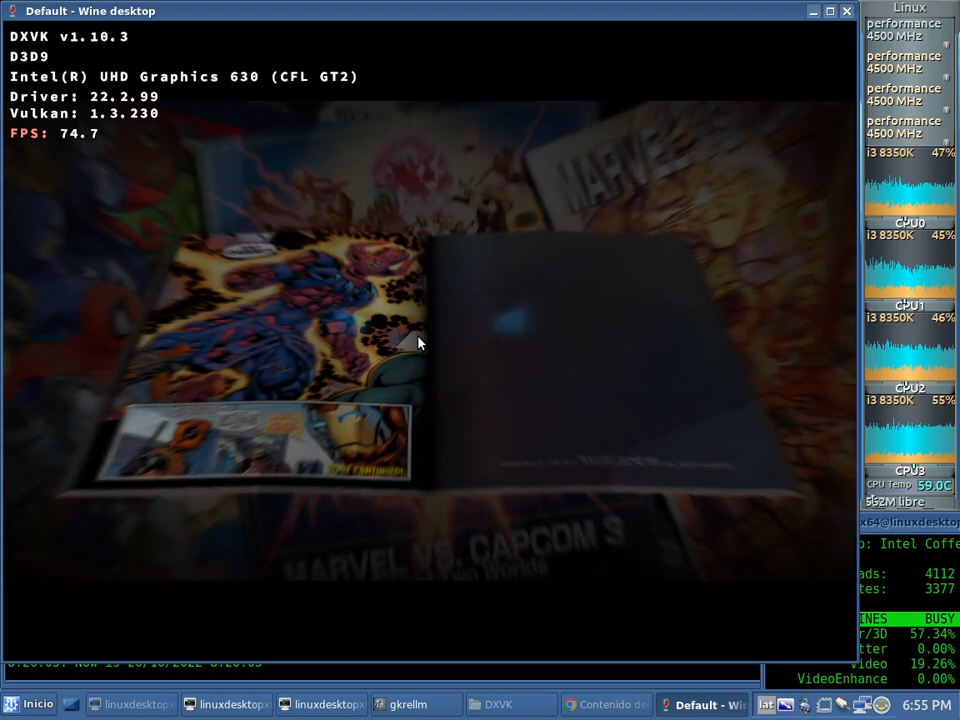 Default - Wine desktop
DXVK v1.10.3
D3D9
Intel(R) UHD Graphics 630 (CFL GT2)
Driver: 22.2.99
Vulkan: 1.3.230
FPS: 74.7
MARVEL
MARVEL VS. CAPCOM 3
Two Worlds
Linux
performance
4500 MHz
performance
4500 MHz
performance
4500 MHz
performance
4500 MHz
i3 8350K 47%
CPU0
i3 8350K 45%
CPU1
i3 8350K 46%
CPU2
i3 8350K 55%
CPU3
CPU Temp 59.0C
M libre
x64@linuxdesktop
p: Intel Coffe
ads: 4112
tes: 3377
INES BUSY
r/3D 57.34%
tter 0.00%
Video 19.26%
VideoEnhance 0.00%
Inicio
linuxdesktop
linuxdesktop
linuxdesktop
gkrellm
DXVK
Contenido de
Default - Wi
lat
6:55 PM